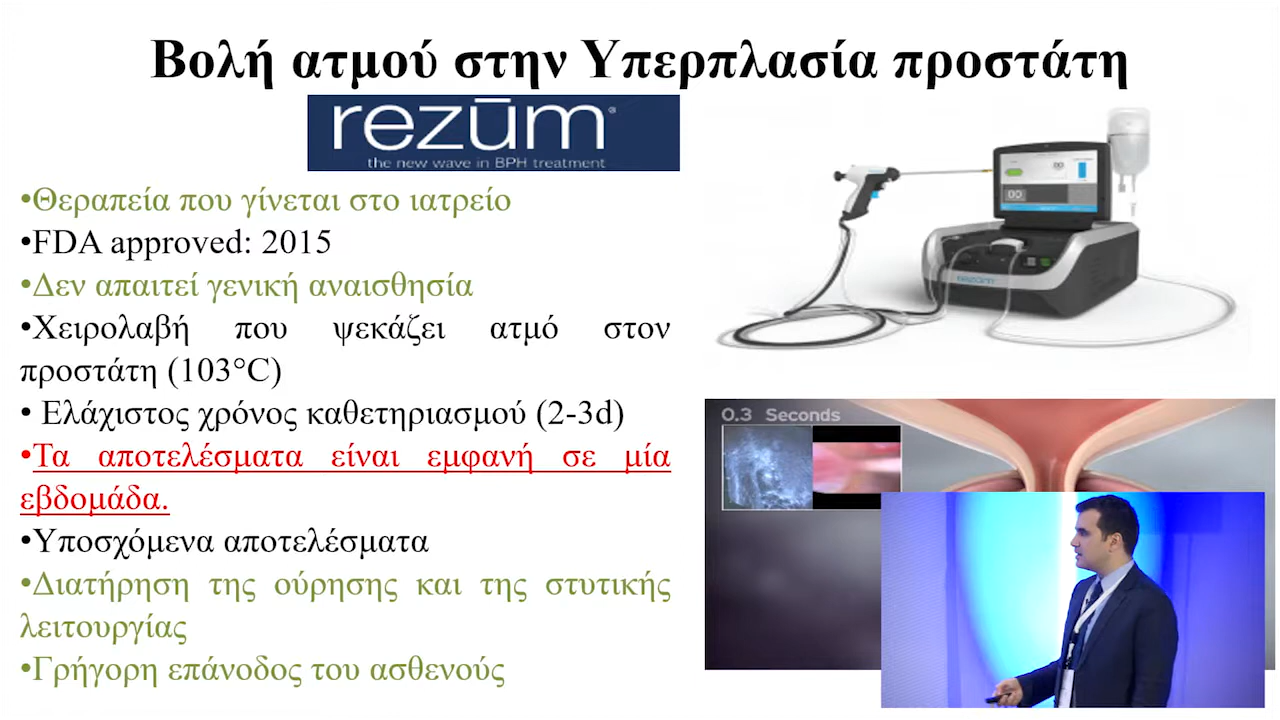 Βολή ατμού στην Υπερπλασία προστάτη
rezūm®
the new wave in BPH treatment
•Θεραπεία που γίνεται στο ιατρείο
•FDA approved: 2015
•Δεν απαιτεί γενική αναισθησία
•Χειρολαβή που ψεκάζει ατμό στον
προστάτη (103°C)
• Ελάχιστος χρόνος καθετηριασμού (2-3d)
•Τα αποτελέσματα είναι εμφανή σε μία
εβδομάδα.
•Υποσχόμενα αποτελέσματα
•Διατήρηση της ούρησης και της στυτικής
λειτουργίας
•Γρήγορη επάνοδος του ασθενούς
rezūm
0.3 Seconds